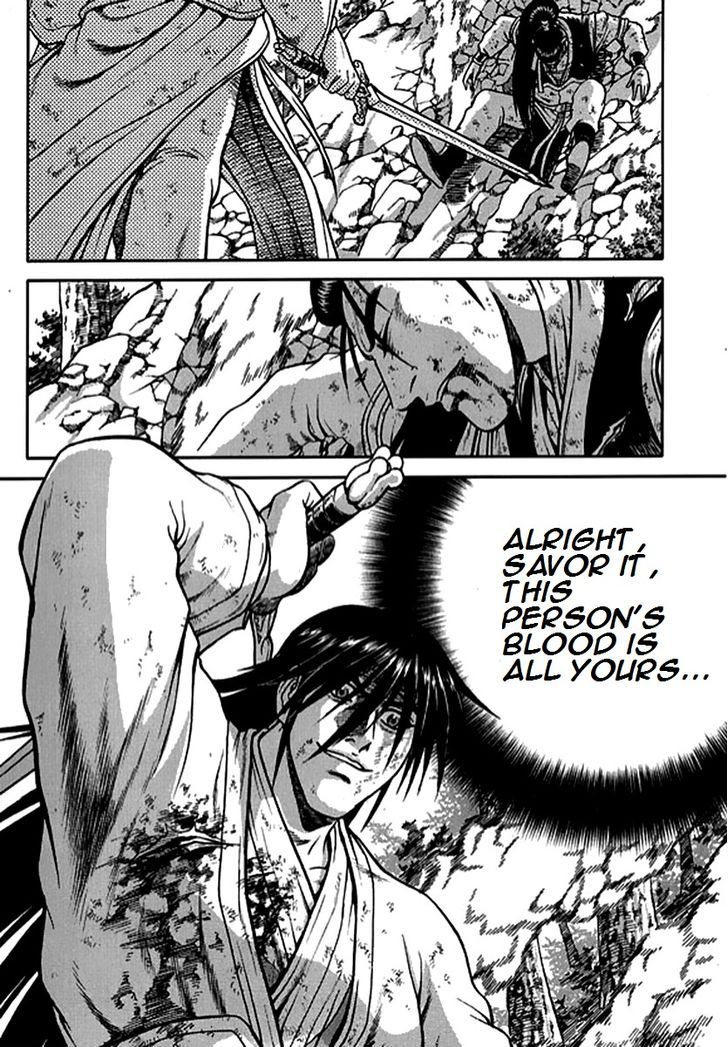 ALRIGHT,
SAVOR IT,
THIS
PERSON'S
BLOOD IS
ALL YOURS...